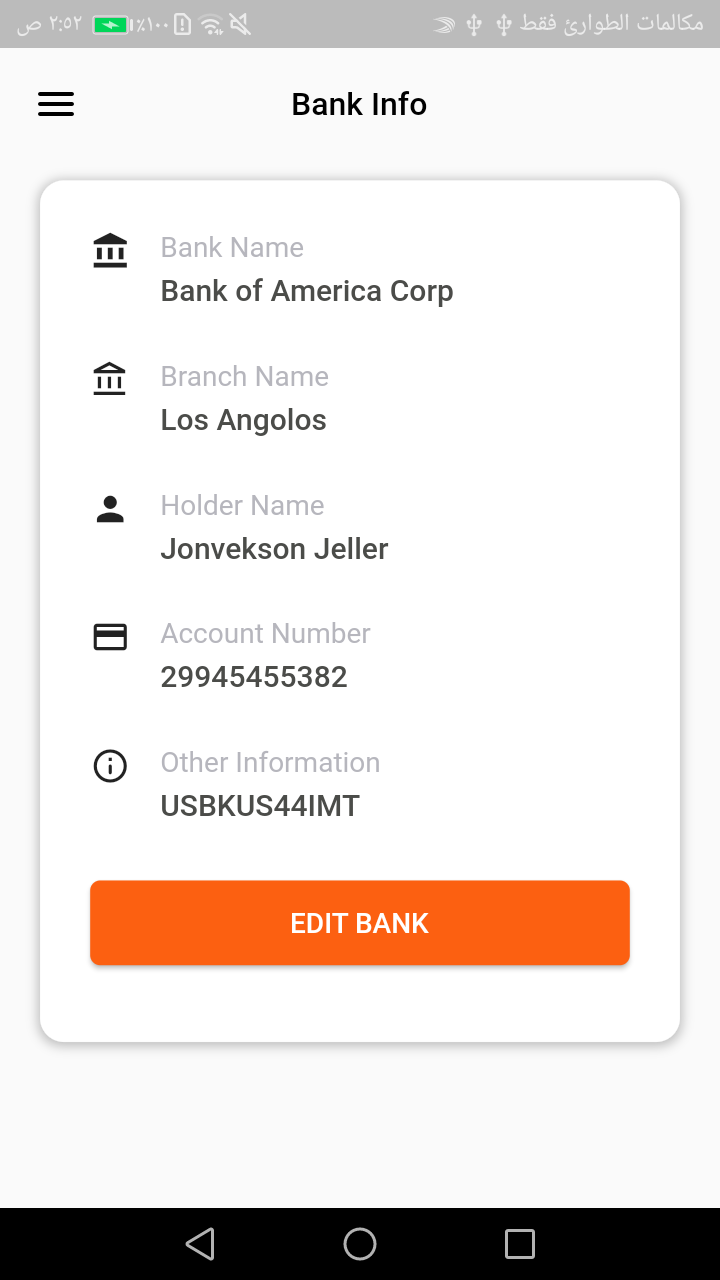 مكالمات الطوارئ فقط
٪١٠٠ ٢:٥٢ ص
Bank Info
Bank Name
Bank of America Corp
Branch Name
Los Angolos
Holder Name
Jonvekson Jeller
Account Number
29945455382
Other Information
USBKUS44IMT
EDIT BANK